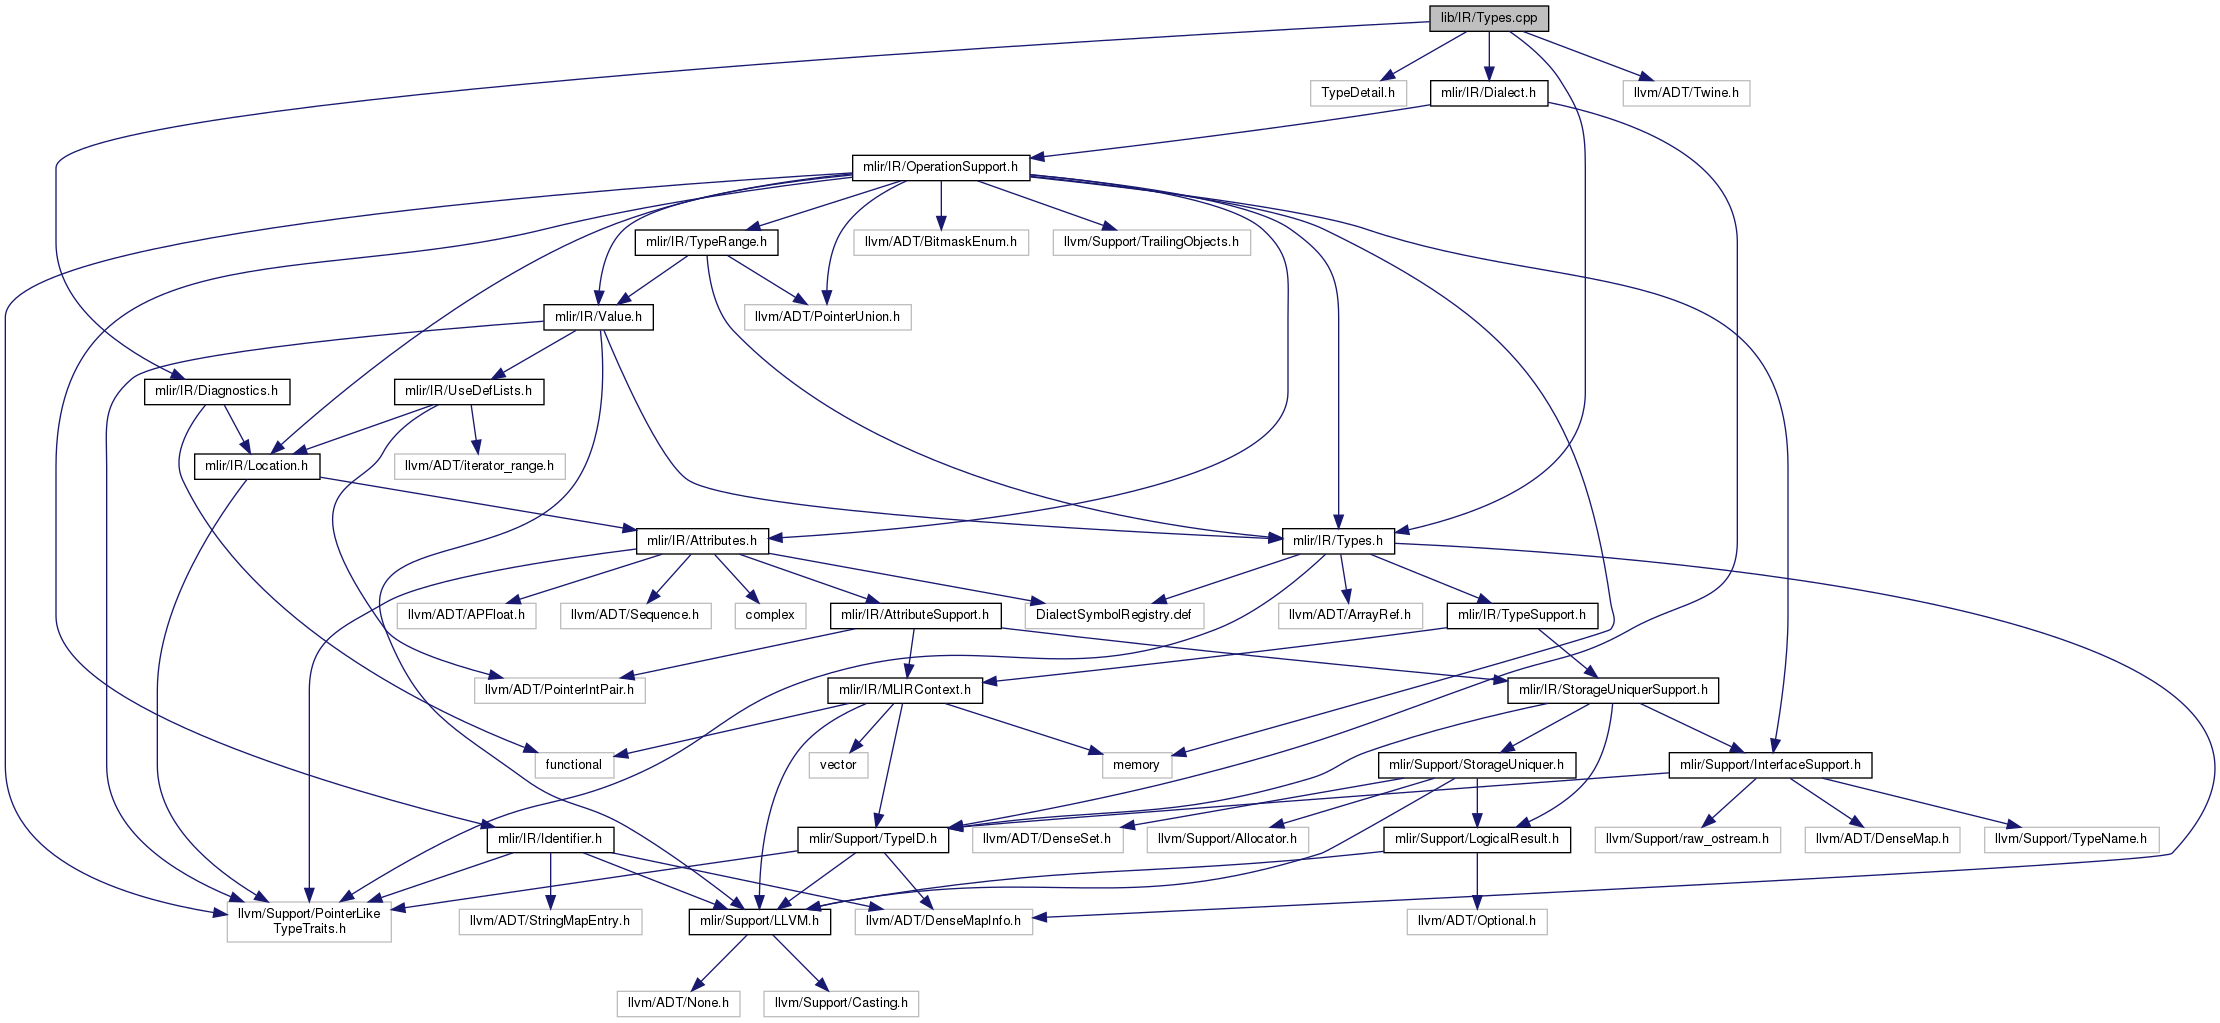 lib/IR/Types.cpp
TypeDetail.h
mlir/IR/Dialect.h
llvm/ADT/Twine.h
mlir/IR/OperationSupport.h
mlir/IR/TypeRange.h
llvm/ADT/BitmaskEnum.h
llvm/Support/TrailingObjects.h
mlir/IR/Value.h
llvm/ADT/PointerUnion.h
mlir/IR/Diagnostics.h
mlir/IR/UseDefLists.h
mlir/IR/Location.h
llvm/ADT/iterator_range.h
mlir/IR/Attributes.h
mlir/IR/Types.h
llvm/ADT/APFloat.h
llvm/ADT/Sequence.h
complex
mlir/IR/AttributeSupport.h
DialectSymbolRegistry.def
llvm/ADT/ArrayRef.h
mlir/IR/TypeSupport.h
llvm/ADT/PointerIntPair.h
mlir/IR/MLIRContext.h
mlir/IR/StorageUniquerSupport.h
functional
vector
memory
mlir/Support/StorageUniquer.h
mlir/Support/InterfaceSupport.h
mlir/IR/Identifier.h
mlir/Support/TypeID.h
llvm/ADT/DenseSet.h
llvm/Support/Allocator.h
mlir/Support/LogicalResult.h
llvm/Support/raw_ostream.h
llvm/ADT/DenseMap.h
llvm/Support/TypeName.h
llvm/Support/PointerLike
TypeTraits.h
llvm/ADT/StringMapEntry.h
mlir/Support/LLVM.h
llvm/ADT/DenseMapInfo.h
llvm/ADT/Optional.h
llvm/ADT/None.h
llvm/Support/Casting.h